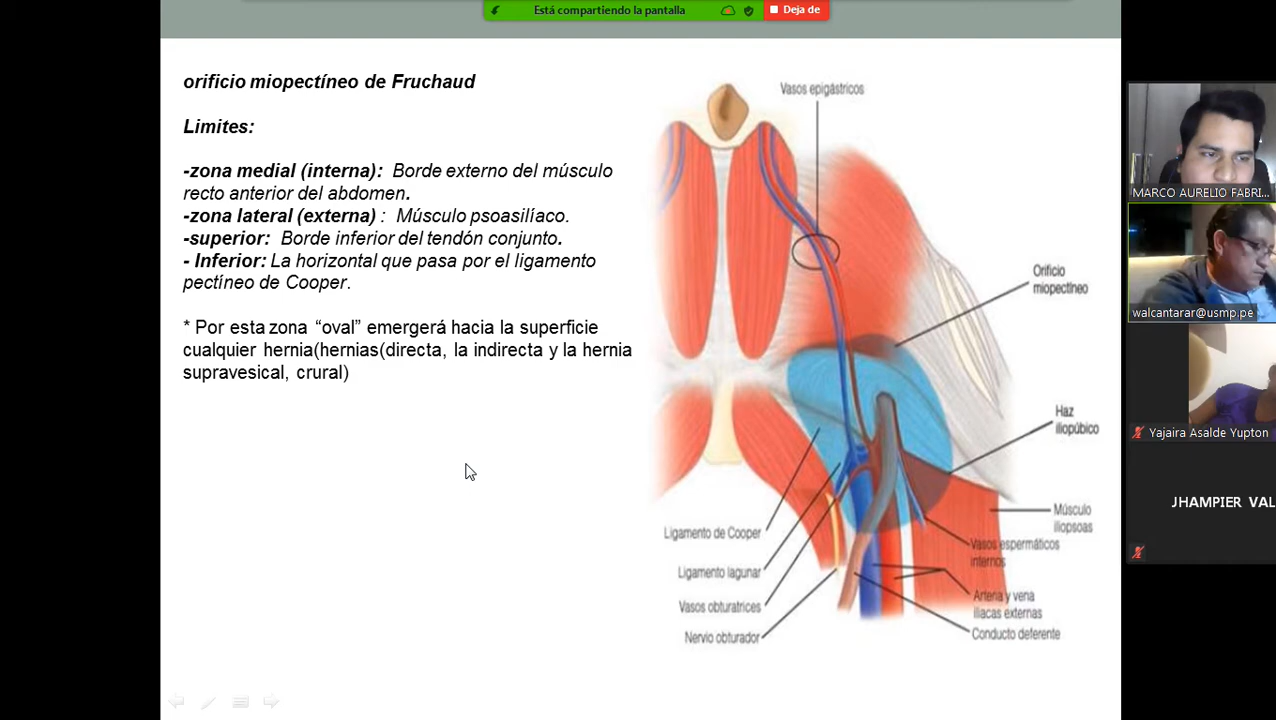 Está compartiendo la pantalla
Deja de
orificio miopectíneo de Fruchaud
Limites:
-zona medial (interna): Borde externo del músculo
recto anterior del abdomen.
-zona lateral (externa) : Músculo psoasilíaco.
-superior: Borde inferior del tendón conjunto.
- Inferior: La horizontal que pasa por el ligamento
pectíneo de Cooper.
* Por esta zona “oval” emergerá hacia la superficie
cualquier hernia(hernias(directa, la indirecta y la hernia
supravesical, crural)
Vasos epigástricos
Orificio
miopectíneo
Haz
iliopúbico
Músculo
iliopsoas
Vasos espermáticos
internos
Arteria y vena
ilíacas externas
Conducto deferente
Ligamento de Cooper
Ligamento lagunar
Vasos obturatrices
Nervio obturador
MARCO AURELIO FABRI...
walcantarar@usmp.pe
Yajaira Asalde Yupton
JHAMPIER VAL